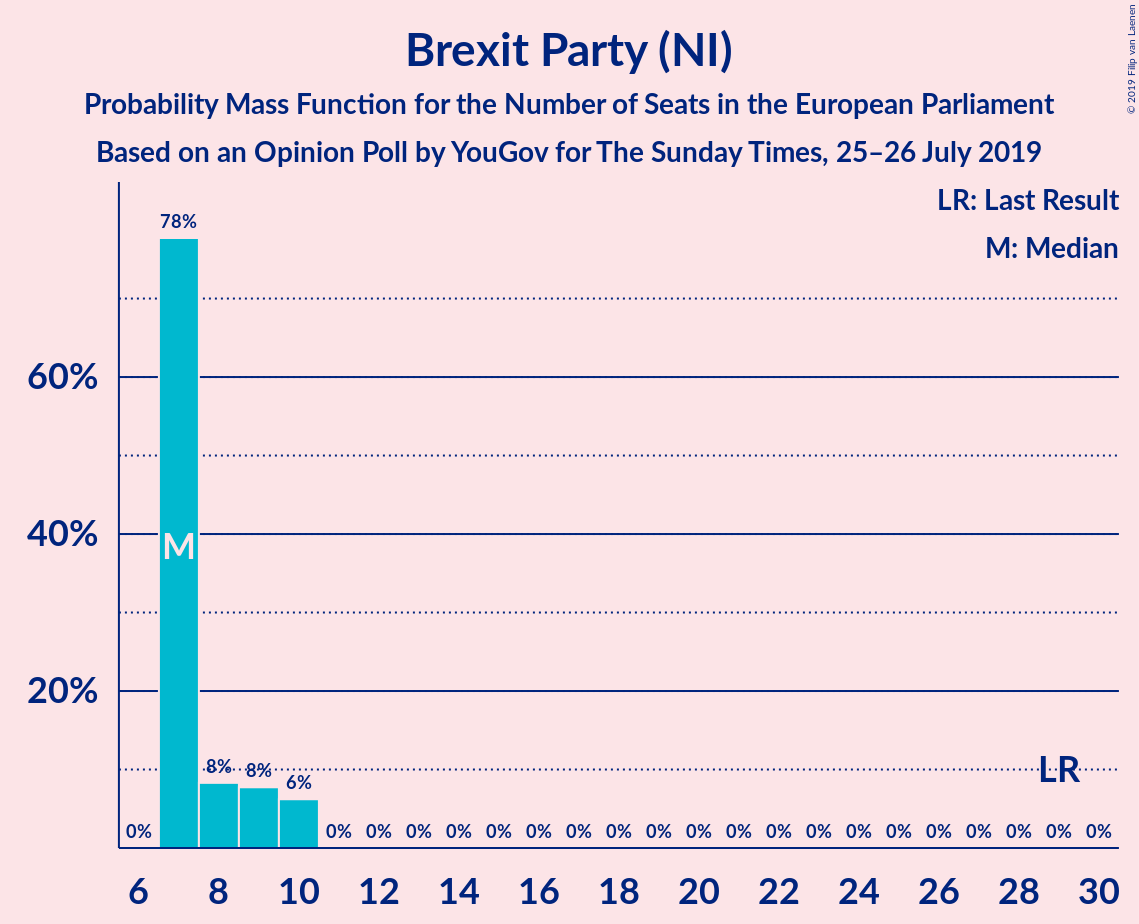 Brexit Party (NI)
Probability Mass Function for the Number of Seats in the European Parliament
Based on an Opinion Poll by YouGov for The Sunday Times, 25–26 July 2019
© 2019 Filip van Laenen
LR: Last Result
M: Median
78%
60%
40%
M
20%
8% 8% 6%
LR
0% 0% 0% 0% 0% 0% 0% 0% 0% 0% 0% 0% 0% 0% 0% 0% 0% 0% 0% 0% 0%
6 8 10 12 14 16 18 20 22 24 26 28 30